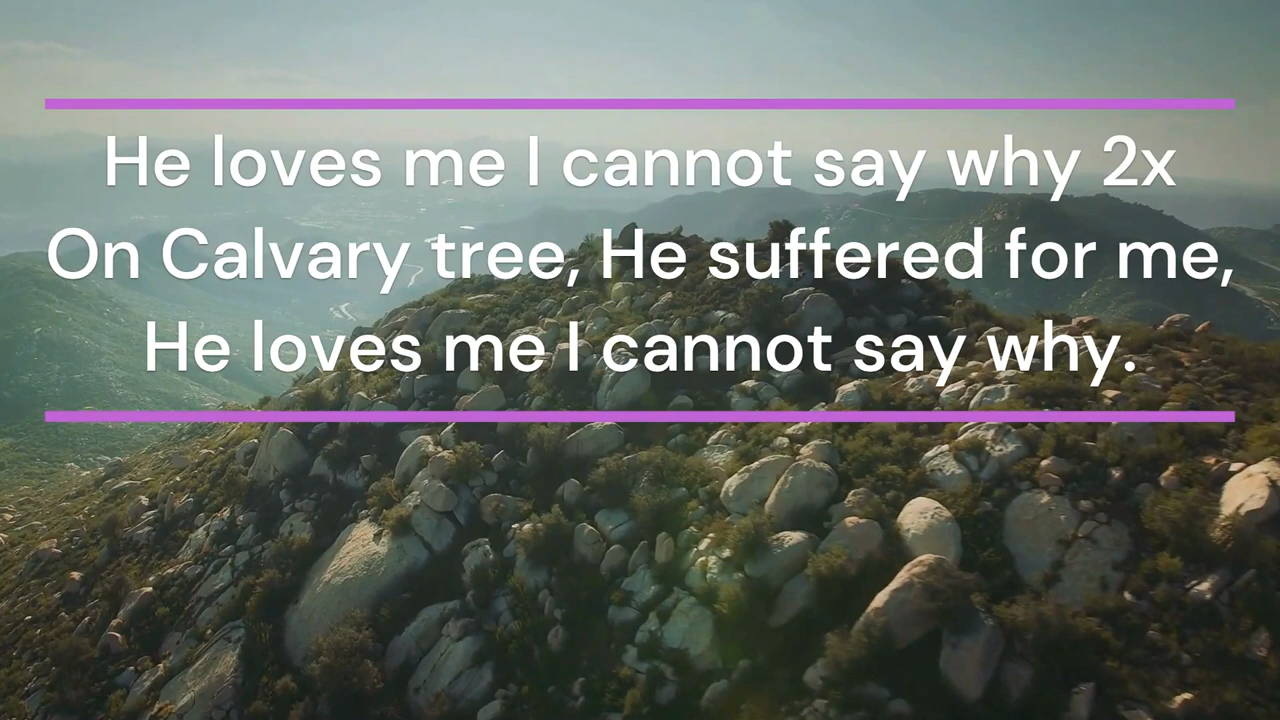 He loves me I cannot say why 2x
On Calvary tree, He suffered for me,
He loves me I cannot say why.